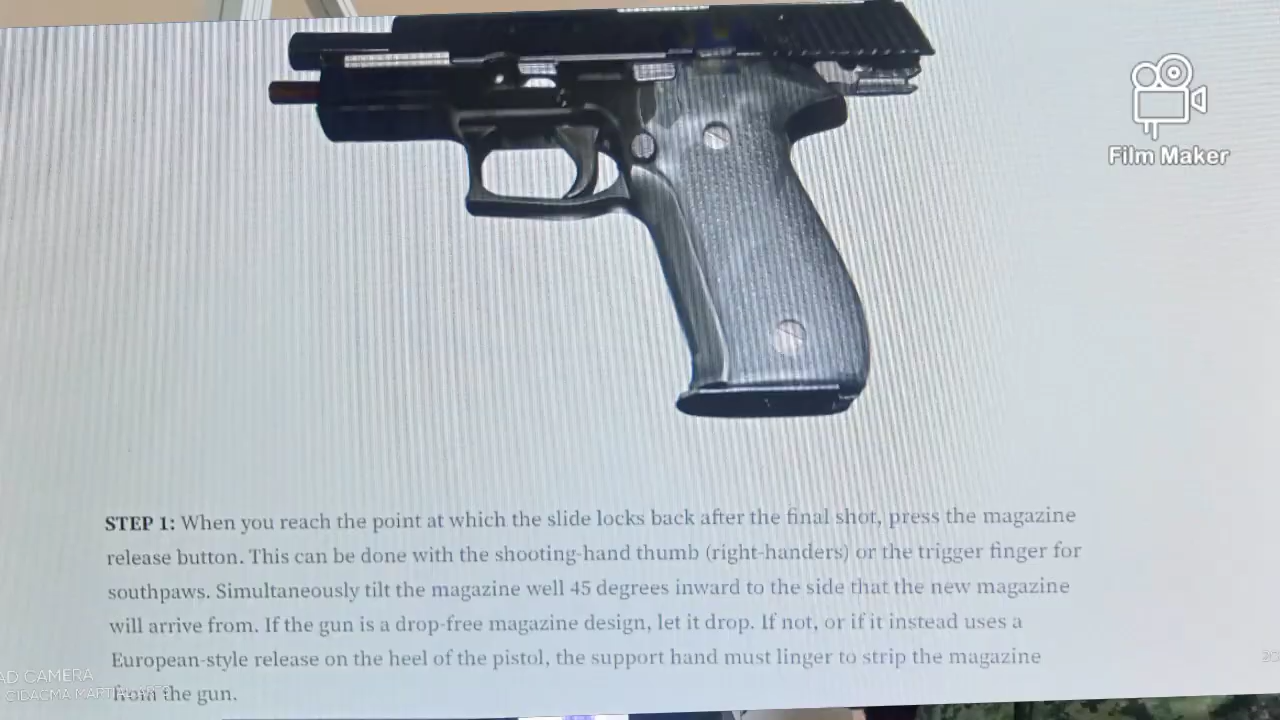 Film Maker
STEP 1: When you reach the point at which the slide locks back after the final shot, press the magazine
release button. This can be done with the shooting-hand thumb (right-handers) or the trigger finger for
southpaws. Simultaneously tilt the magazine well 45 degrees inward to the side that the new magazine
will arrive from. If the gun is a drop-free magazine design, let it drop. If not, or if it instead uses a
European-style release on the heel of the pistol, the support hand must linger to strip the magazine
AD CAMERA
from the gun.
CIDACMA